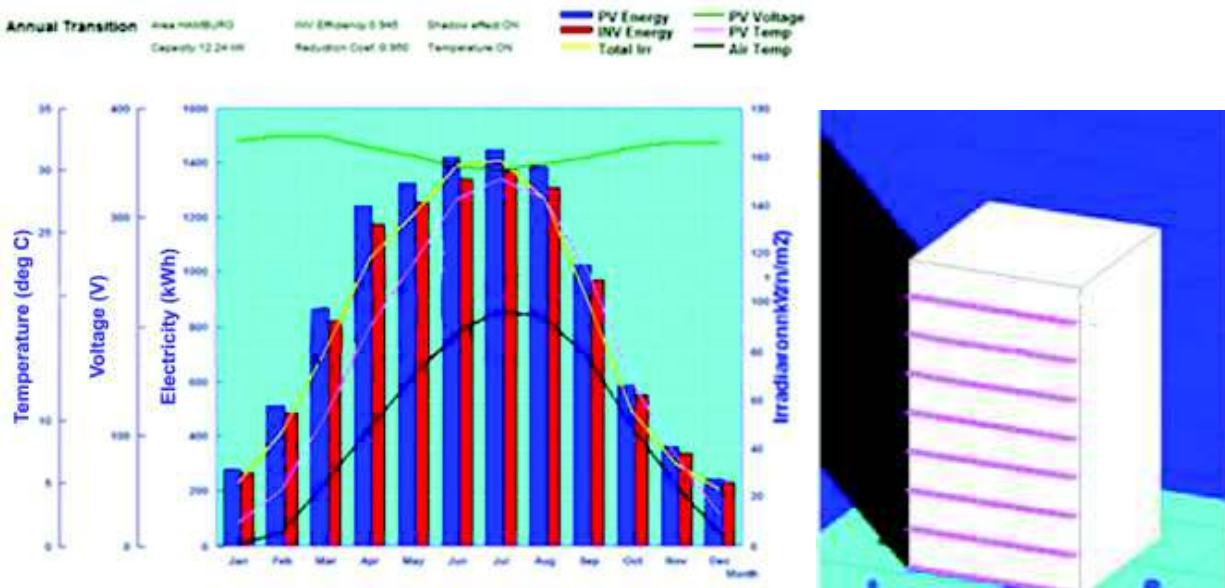 Annual Transition
Area HAMBURG
INV Efficiency 0.945
Shadow effect ON
Capacity 12.24 kW
Reduction Coef. 0.950
Temperature ON
PV Energy
PV Voltage
INV Energy
PV Temp
Total Irr
Air Temp
Temperature (deg C)
35
30
25
10
5
0
Voltage (V)
400
300
100
0
Electricity (kWh)
1600
1400
1200
1000
800
600
400
200
0
160
140
120
100
80
60
40
20
0
Jan Feb Mar Apr May Jun Jul Aug Sep Oct Nov Dec
Month